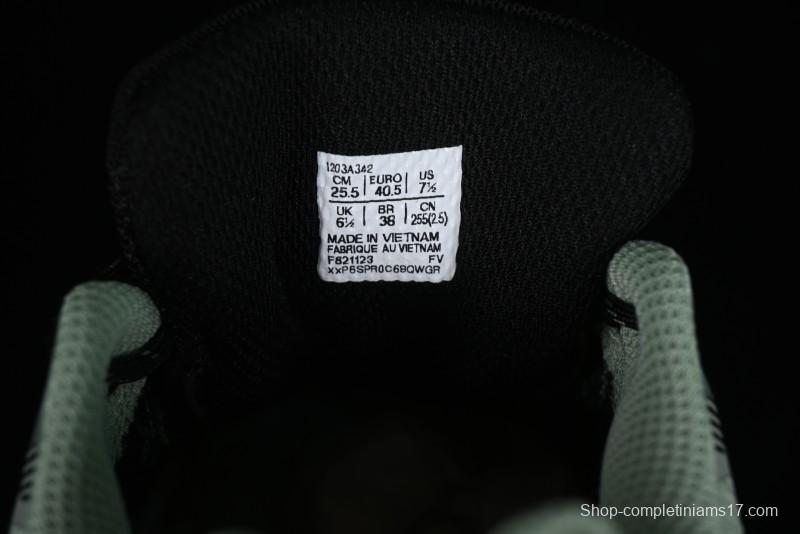 1203A342
CM EURO US
25.5 40.5 7½
UK BR CN
6½ 38 255(2.5)
MADE IN VIETNAM
FABRIQUE AU VIETNAM
F821123 FV
XXP6SPR0C6BQWGR
Shop-completiniams17.com